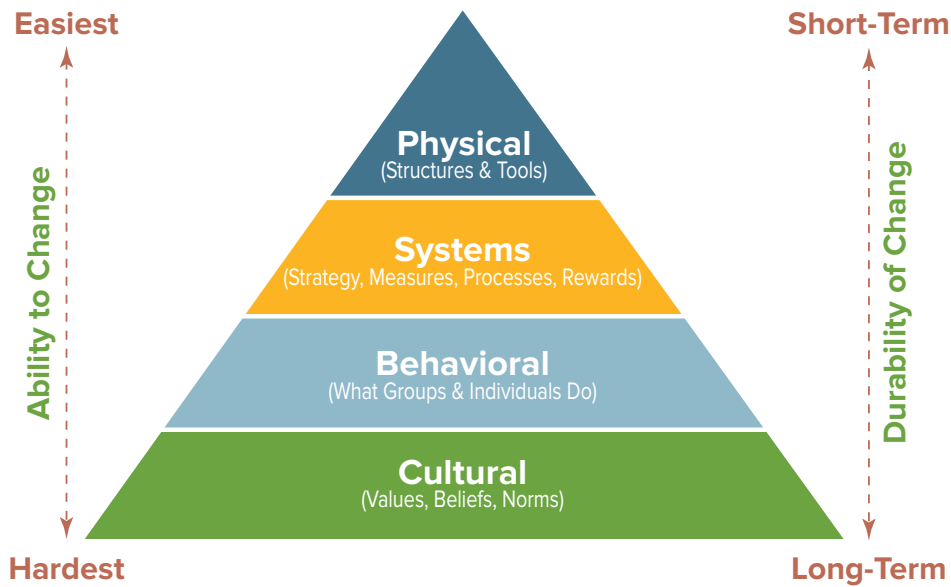 Easiest
Short-Term
Physical
(Structures & Tools)
Ability to Change
Durability of Change
Systems
(Strategy, Measures, Processes, Rewards)
Behavioral
(What Groups & Individuals Do)
Cultural
(Values, Beliefs, Norms)
Hardest
Long-Term